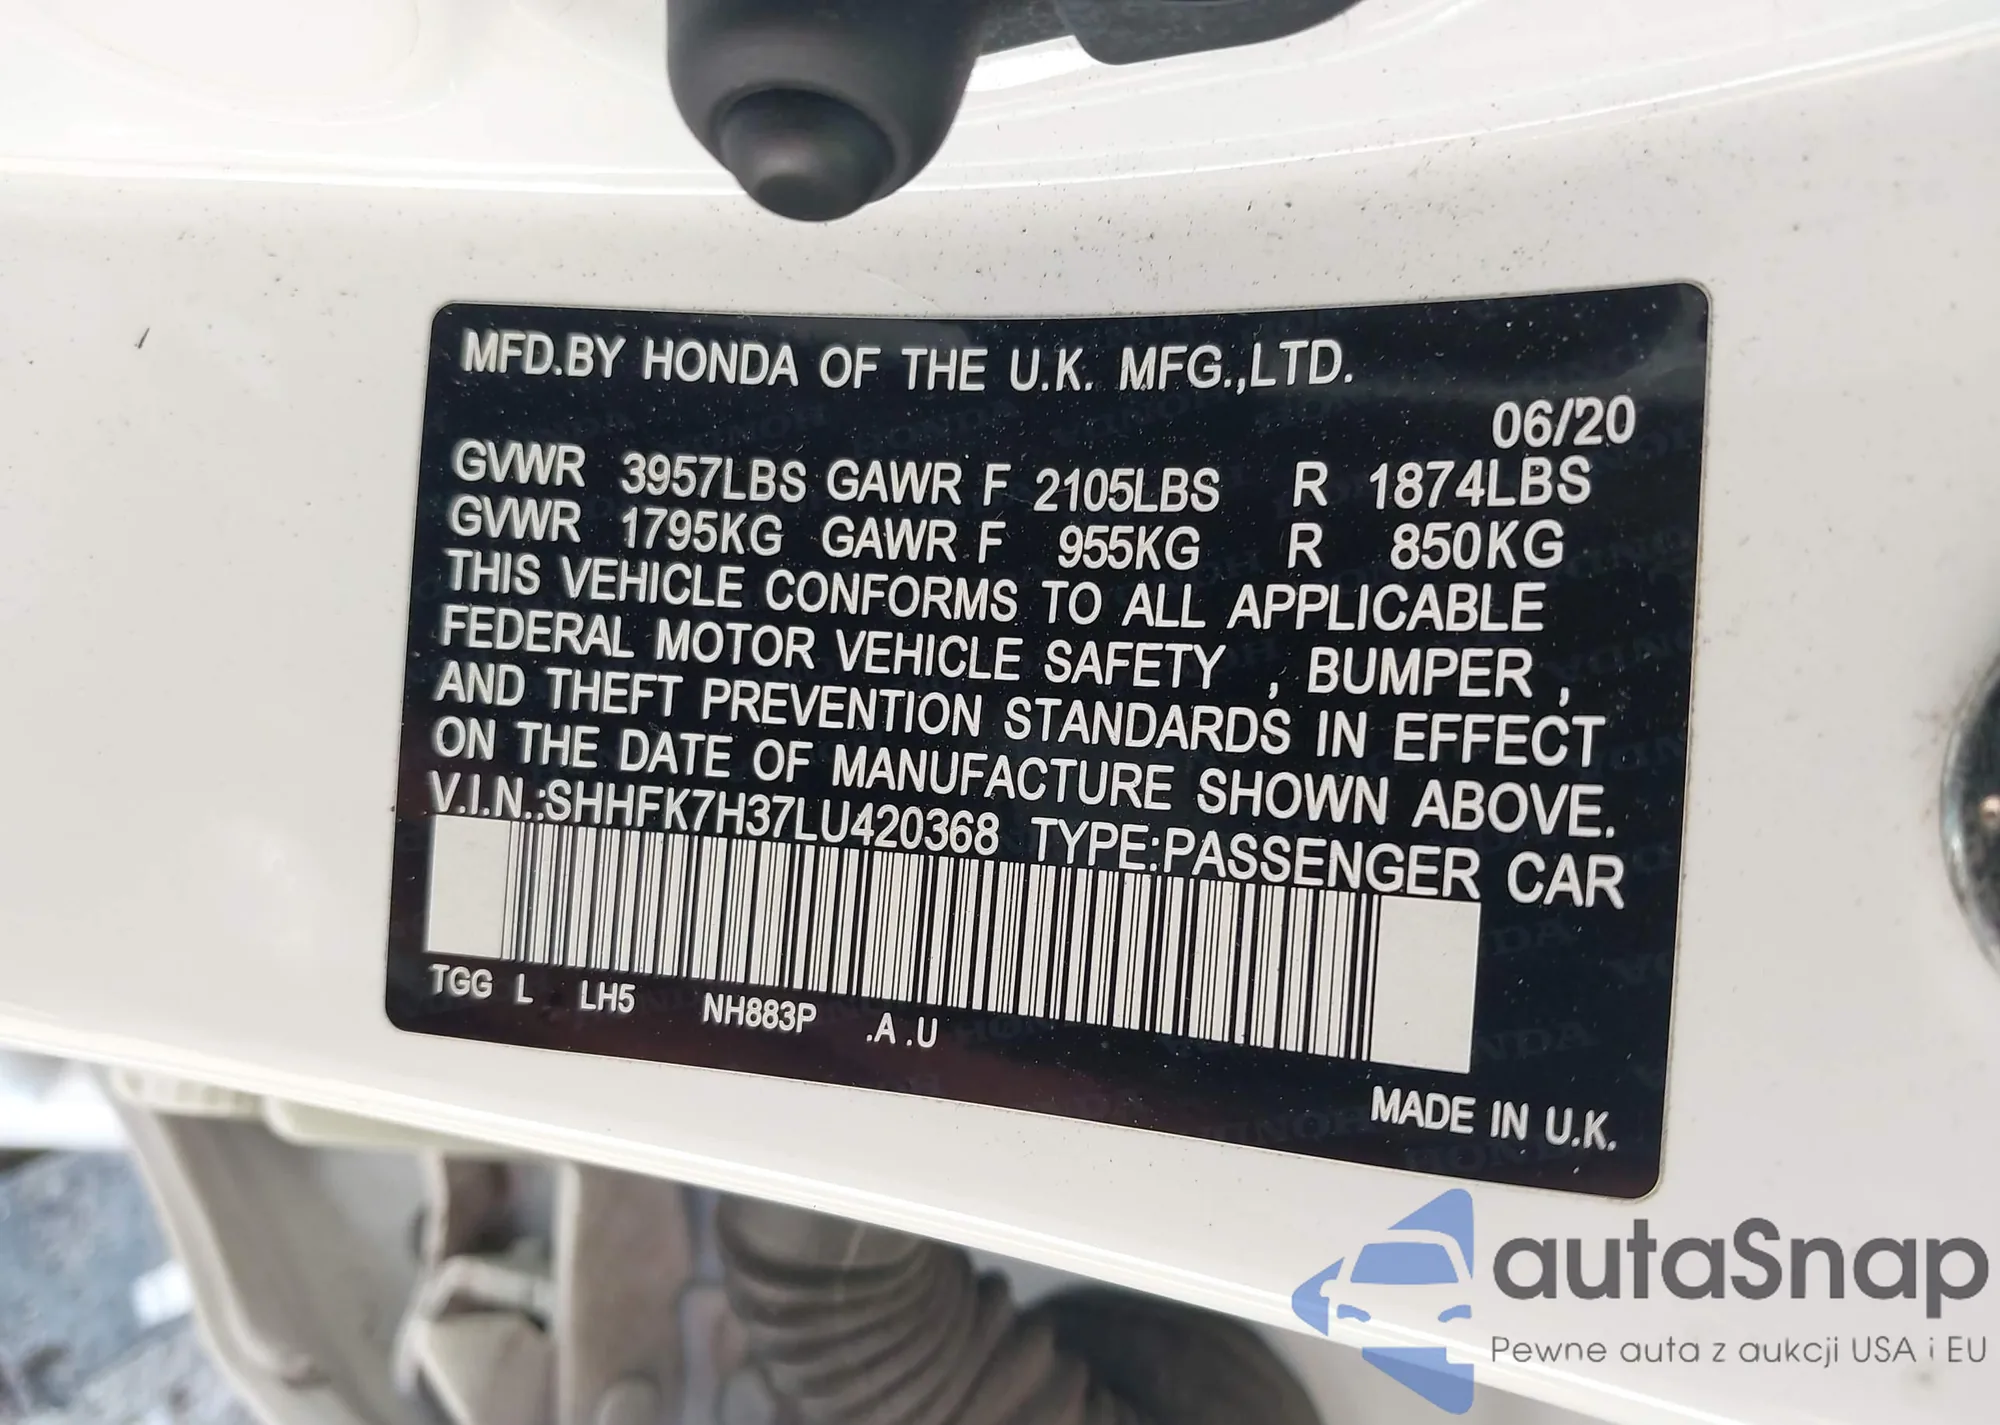 MFD.BY HONDA OF THE U.K. MFG.,LTD.
06/20
GVWR 3957LBS GAWR F 2105LBS R 1874LBS
GVWR 1795KG GAWR F 955KG R 850KG
THIS VEHICLE CONFORMS TO ALL APPLICABLE
FEDERAL MOTOR VEHICLE SAFETY , BUMPER ,
AND THEFT PREVENTION STANDARDS IN EFFECT
ON THE DATE OF MANUFACTURE SHOWN ABOVE.
V.I.N.:SHHFK7H37LU420368 TYPE:PASSENGER CAR
TGG L LH5 NH883P .A .U
MADE IN U.K.
autaSnap
Pewne auta z aukcji USA i EU